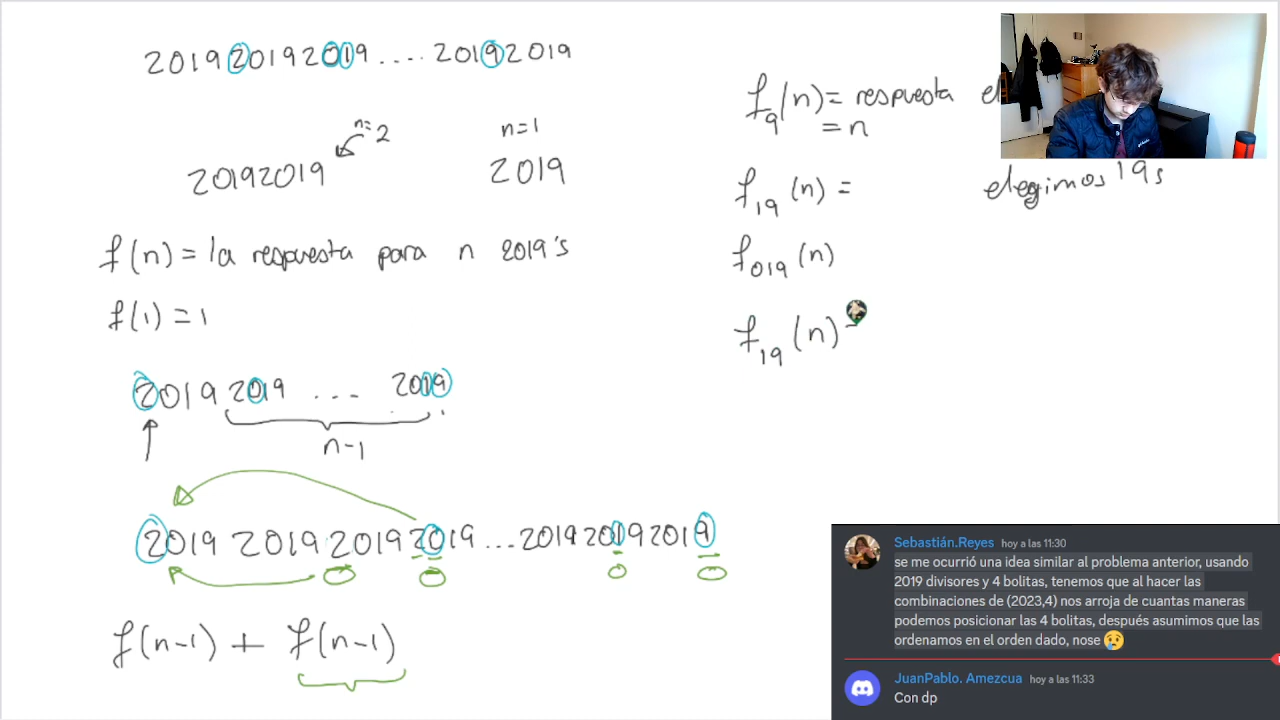 201920192019....20192019
n=2
20192019
n=1
2019
f(n) = la respuesta para n 2019's
f(1) = 1
20192019 ... 2019
n-1
2019 2019 2019 2019 ... 2019 2019 2019
f(n-1) + f(n-1)
f₉(n) = respuesta
= n
f₁₉(n) = elegimos 19s
f₀₁₉(n)
f₁₉(n) =
Sebastián.Reyes hoy a las 11:30
se me ocurrió una idea similar al problema anterior, usando
2019 divisores y 4 bolitas, tenemos que al hacer las
combinaciones de (2023,4) nos arroja de cuantas maneras
podemos posicionar las 4 bolitas, después asumimos que las
ordenamos en el orden dado, nose 😢
JuanPablo. Amezcua hoy a las 11:33
Con dp